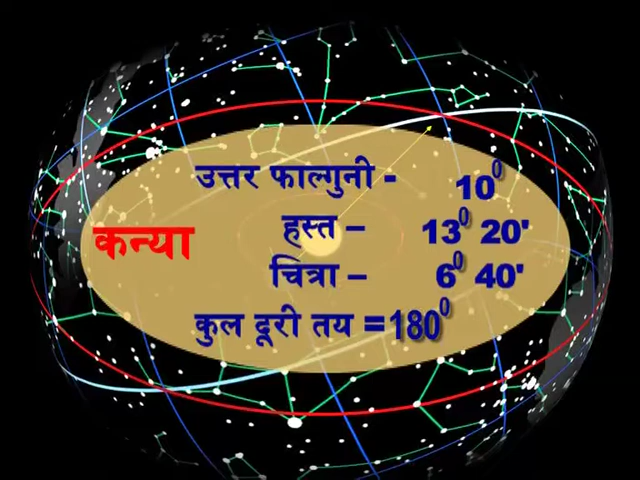 उत्तर फाल्गुनी - 10⁰
हस्त – 13⁰ 20'
कन्या
चित्रा – 6⁰ 40'
कुल दूरी तय = 180⁰